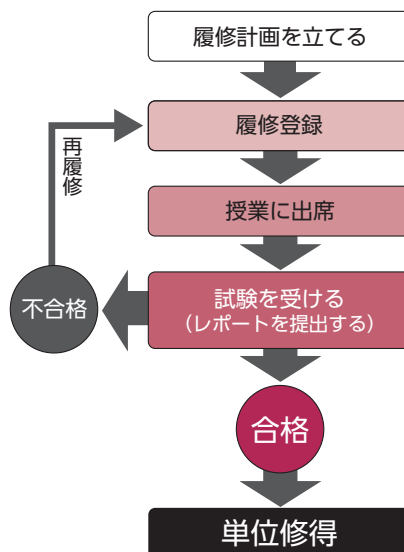 履修計画を立てる
履修登録
再履修
授業に出席
試験を受ける
（レポートを提出する）
不合格
合格
単位修得